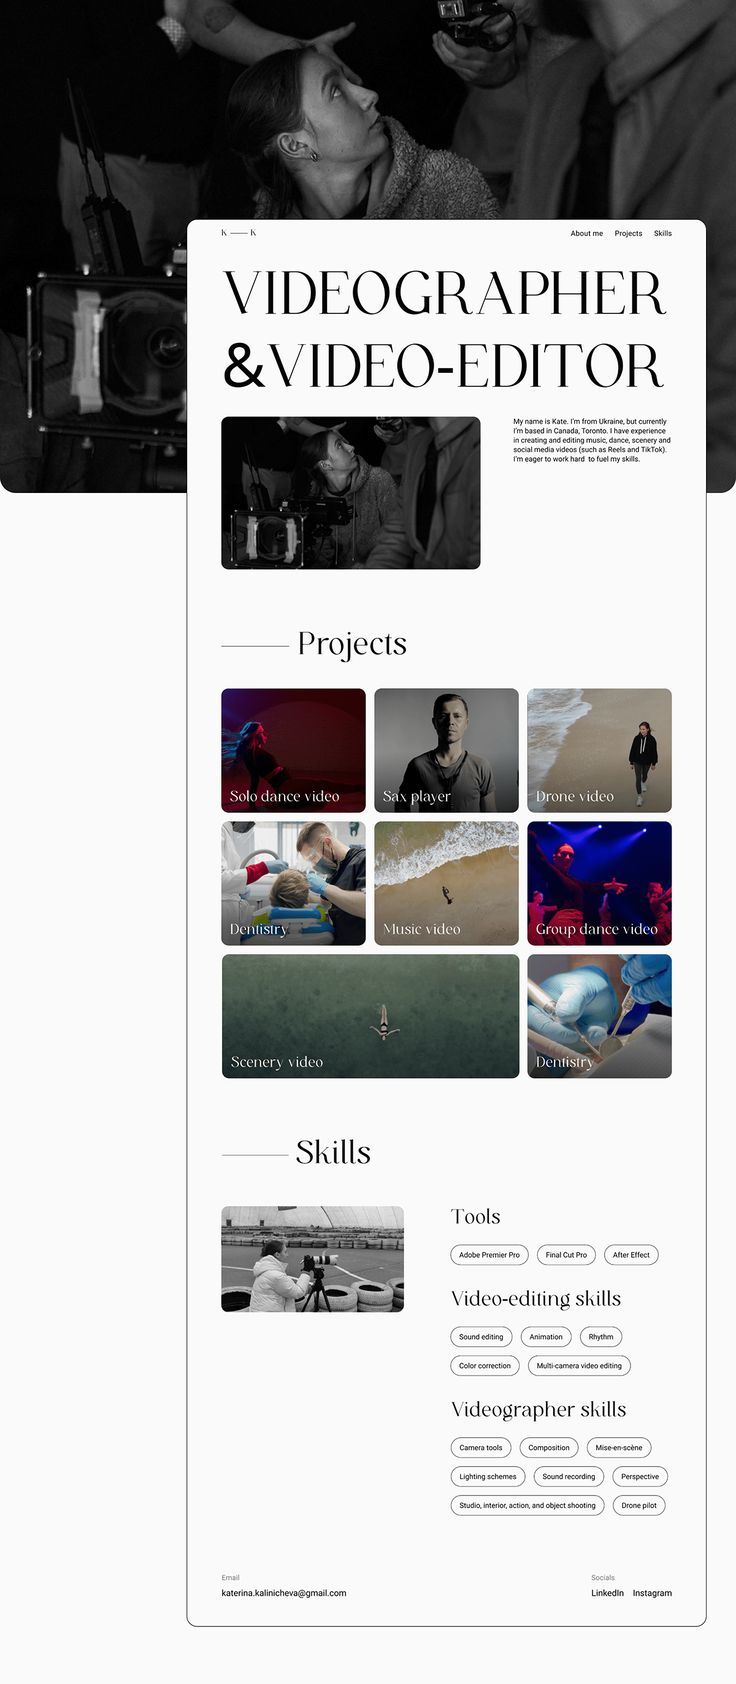 K — K
About me Projects Skills
VIDEOGRAPHER
&VIDEO-EDITOR
My name is Kate. I'm from Ukraine, but currently
I'm based in Canada, Toronto. I have experience
in creating and editing music, dance, scenery and
social media videos (such as Reels and TikTok).
I'm eager to work hard to fuel my skills.
Projects
Solo dance video
Sax player
Drone video
Dentistry
Music video
Group dance video
Scenery video
Dentistry
Skills
Tools
Adobe Premier Pro Final Cut Pro After Effect
Video-editing skills
Sound editing Animation Rhythm
Color correction Multi-camera video editing
Videographer skills
Camera tools Composition Mise-en-scène
Lighting schemes Sound recording Perspective
Studio, interior, action, and object shooting Drone pilot
Email
katerina.kalinicheva@gmail.com
Socials
LinkedIn Instagram